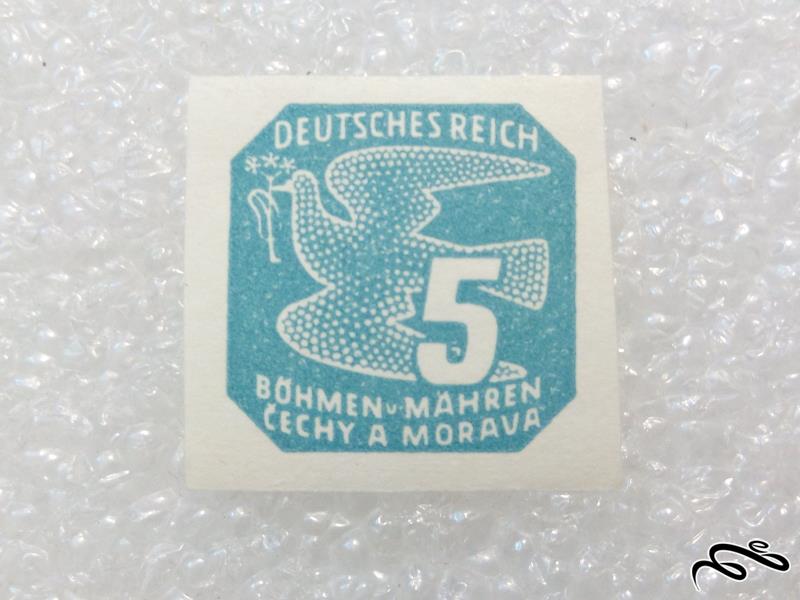 DEUTSCHES REICH
5
BÖHMEN u. MÄHREN
ČECHY A MORAVA